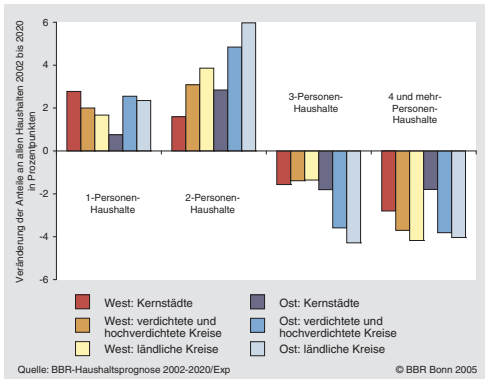 Veränderung der Anteile an allen Haushalten 2002 bis 2020
in Prozentpunkten
6
4
2
0
-2
-4
-6
1-Personen-
Haushalte
2-Personen-
Haushalte
3-Personen-
Haushalte
4 und mehr-
Personen-
Haushalte
West: Kernstädte
West: verdichtete und
hochverdichtete Kreise
West: ländliche Kreise
Ost: Kernstädte
Ost: verdichtete und
hochverdichtete Kreise
Ost: ländliche Kreise
Quelle: BBR-Haushaltsprognose 2002-2020/Exp
© BBR Bonn 2005